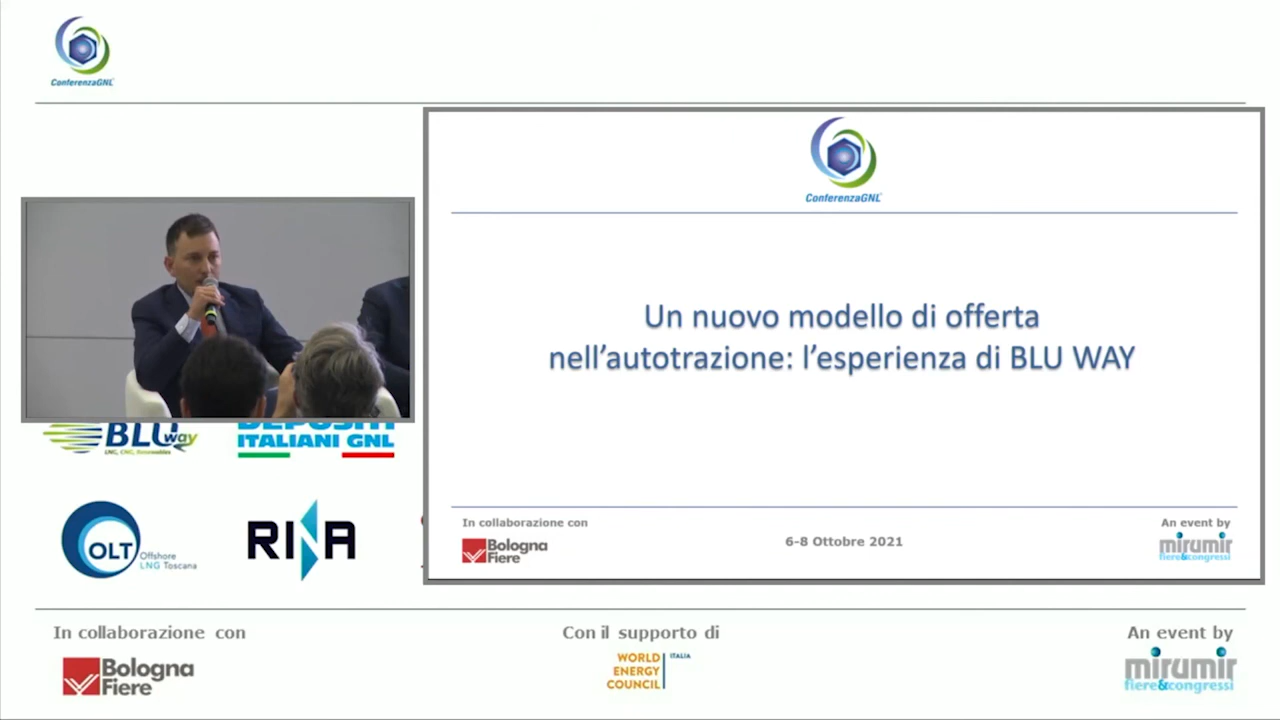 ConferenzaGNL
ConferenzaGNL
Un nuovo modello di offerta
nell'autotrazione: l'esperienza di BLU WAY
In collaborazione con
Bologna
Fiere
6-8 Ottobre 2021
An event by
mirumir
fiere&congressi
BLUway
LNG, CNG, Renewables
DEPOSITI
ITALIANI GNL
OLT
Offshore
LNG Toscana
RINA
In collaborazione con
Bologna
Fiere
Con il supporto di
WORLD
ENERGY
COUNCIL
ITALIA
An event by
mirumir
fiere&congressi